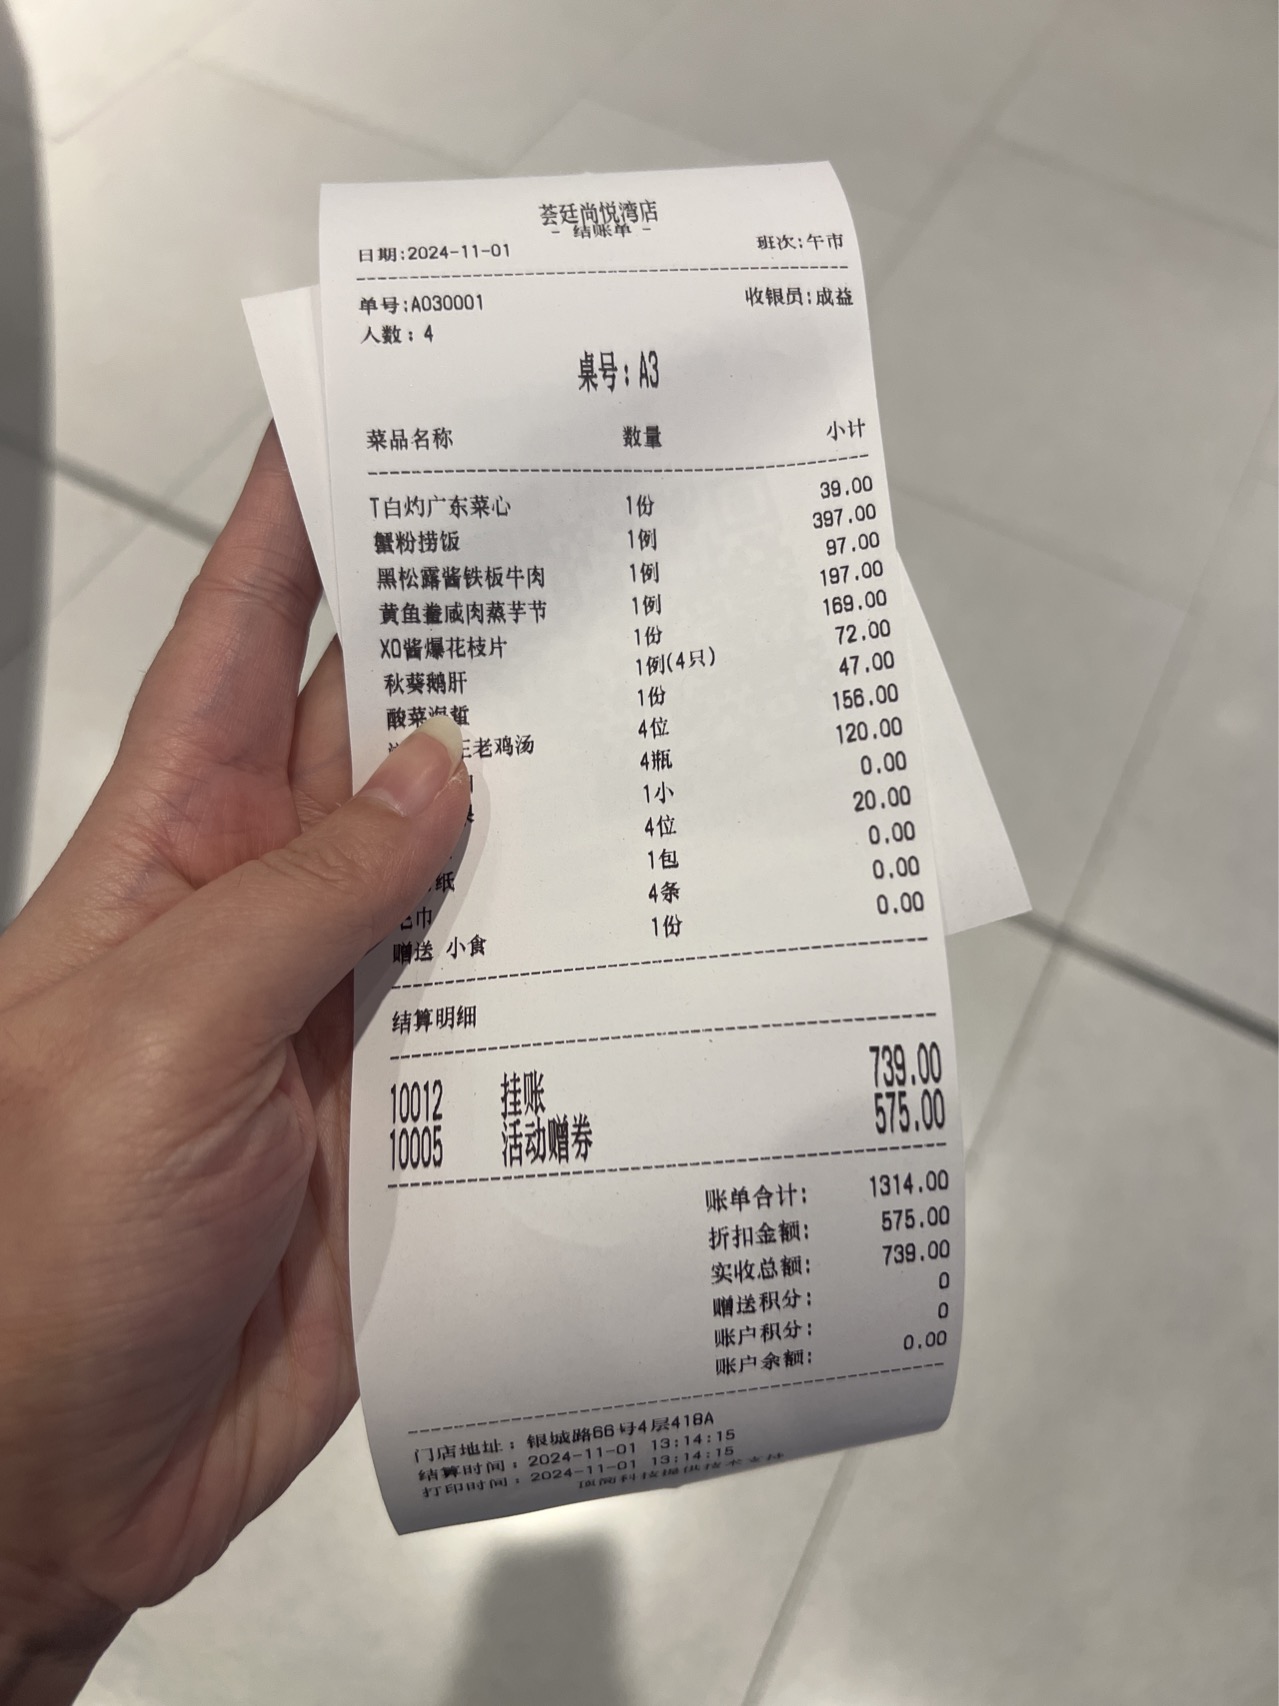 荟廷尚悦湾店
- 结账单 -
日期:2024-11-01 班次:午市
单号:A030001 收银员:成益
人数: 4
桌号: A3
菜品名称 数量 小计
T白灼广东菜心 1份 39.00
蟹粉捞饭 1例 397.00
黑松露酱铁板牛肉 1例 97.00
黄鱼鲞咸肉蒸芋节 1例 197.00
XO酱爆花枝片 1份 169.00
秋葵鹅肝 1例(4只) 72.00
酸菜海蜇 1份 47.00
老鸡汤 4位 156.00
4瓶 120.00
1小 0.00
4位 20.00
纸 1包 0.00
巾 4条 0.00
赠送 小食 1份 0.00
结算明细
10012 挂账 739.00
10005 活动赠券 575.00
账单合计: 1314.00
折扣金额: 575.00
实收总额: 739.00
赠送积分: 0
账户积分: 0
账户余额: 0.00
门店地址: 银城路66号4层418A
结算时间: 2024-11-01 13:14:15
打印时间: 2024-11-01 13:14:15
科技提供技术支持